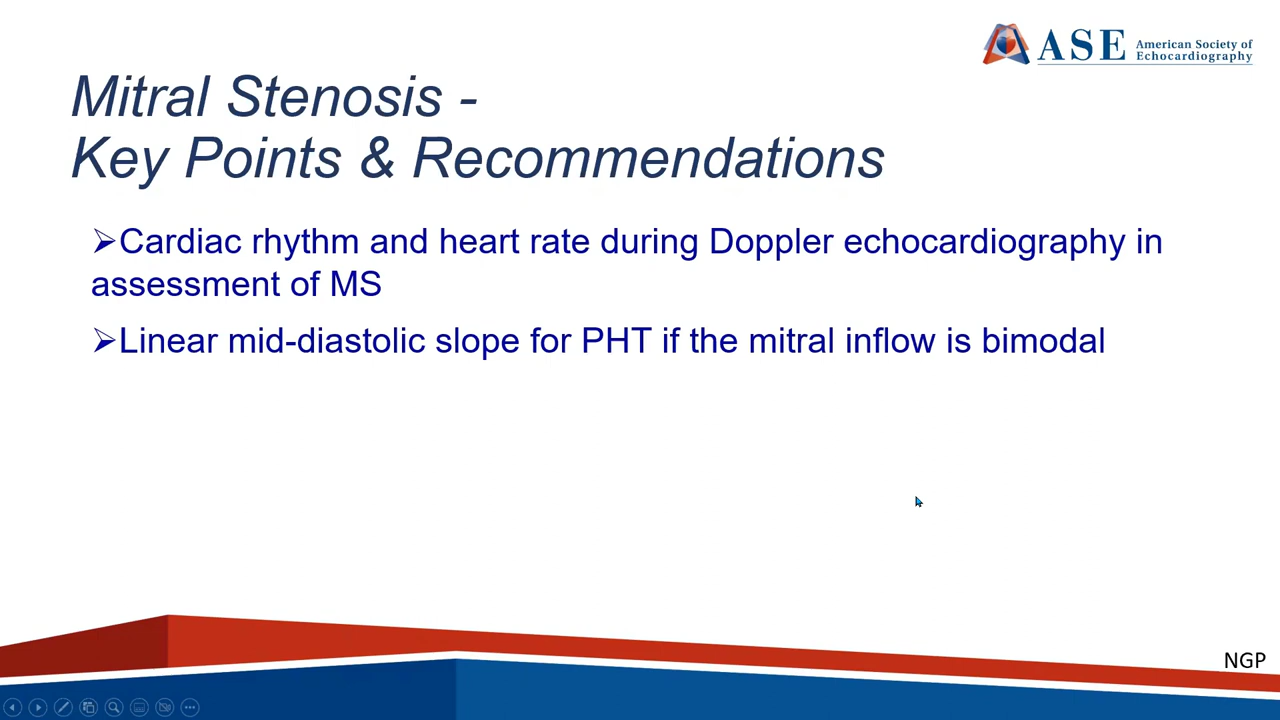 ASE American Society of
Echocardiography
Mitral Stenosis -
Key Points & Recommendations
➢Cardiac rhythm and heart rate during Doppler echocardiography in
assessment of MS
➢Linear mid-diastolic slope for PHT if the mitral inflow is bimodal
NGP